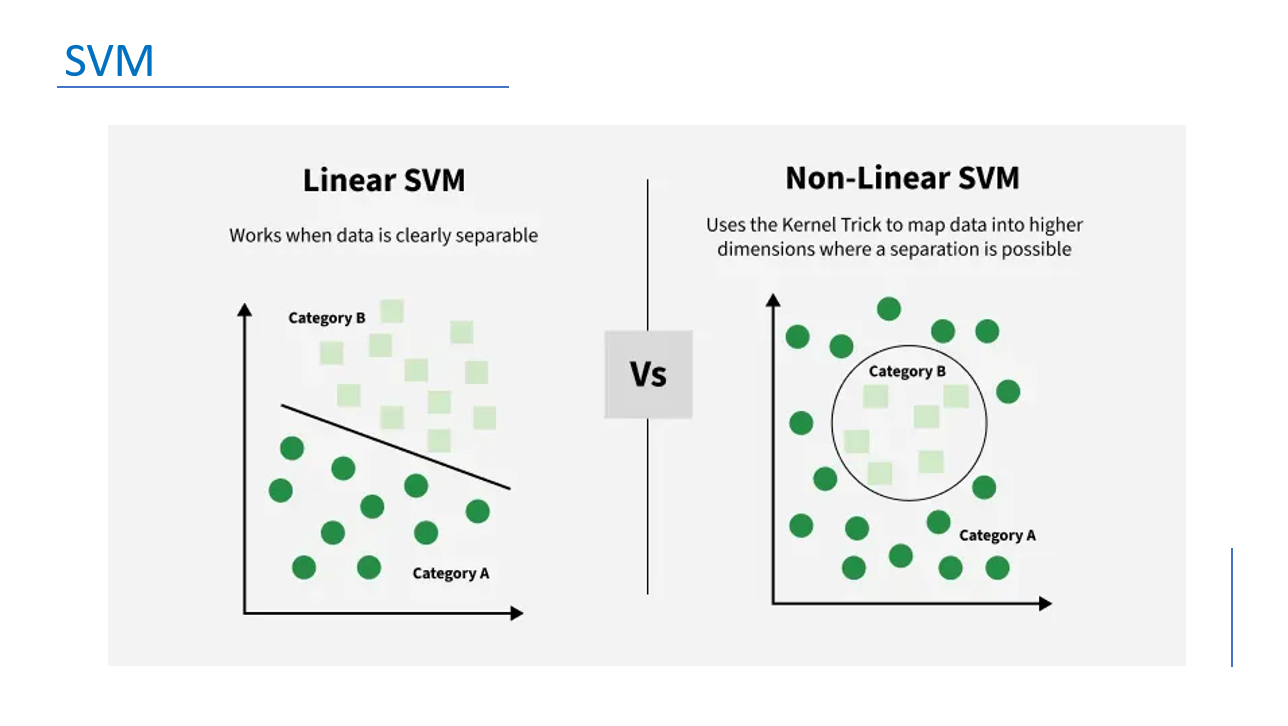 SVM
Linear SVM
Works when data is clearly separable
Category B
Category A
Vs
Non-Linear SVM
Uses the Kernel Trick to map data into higher
dimensions where a separation is possible
Category B
Category A